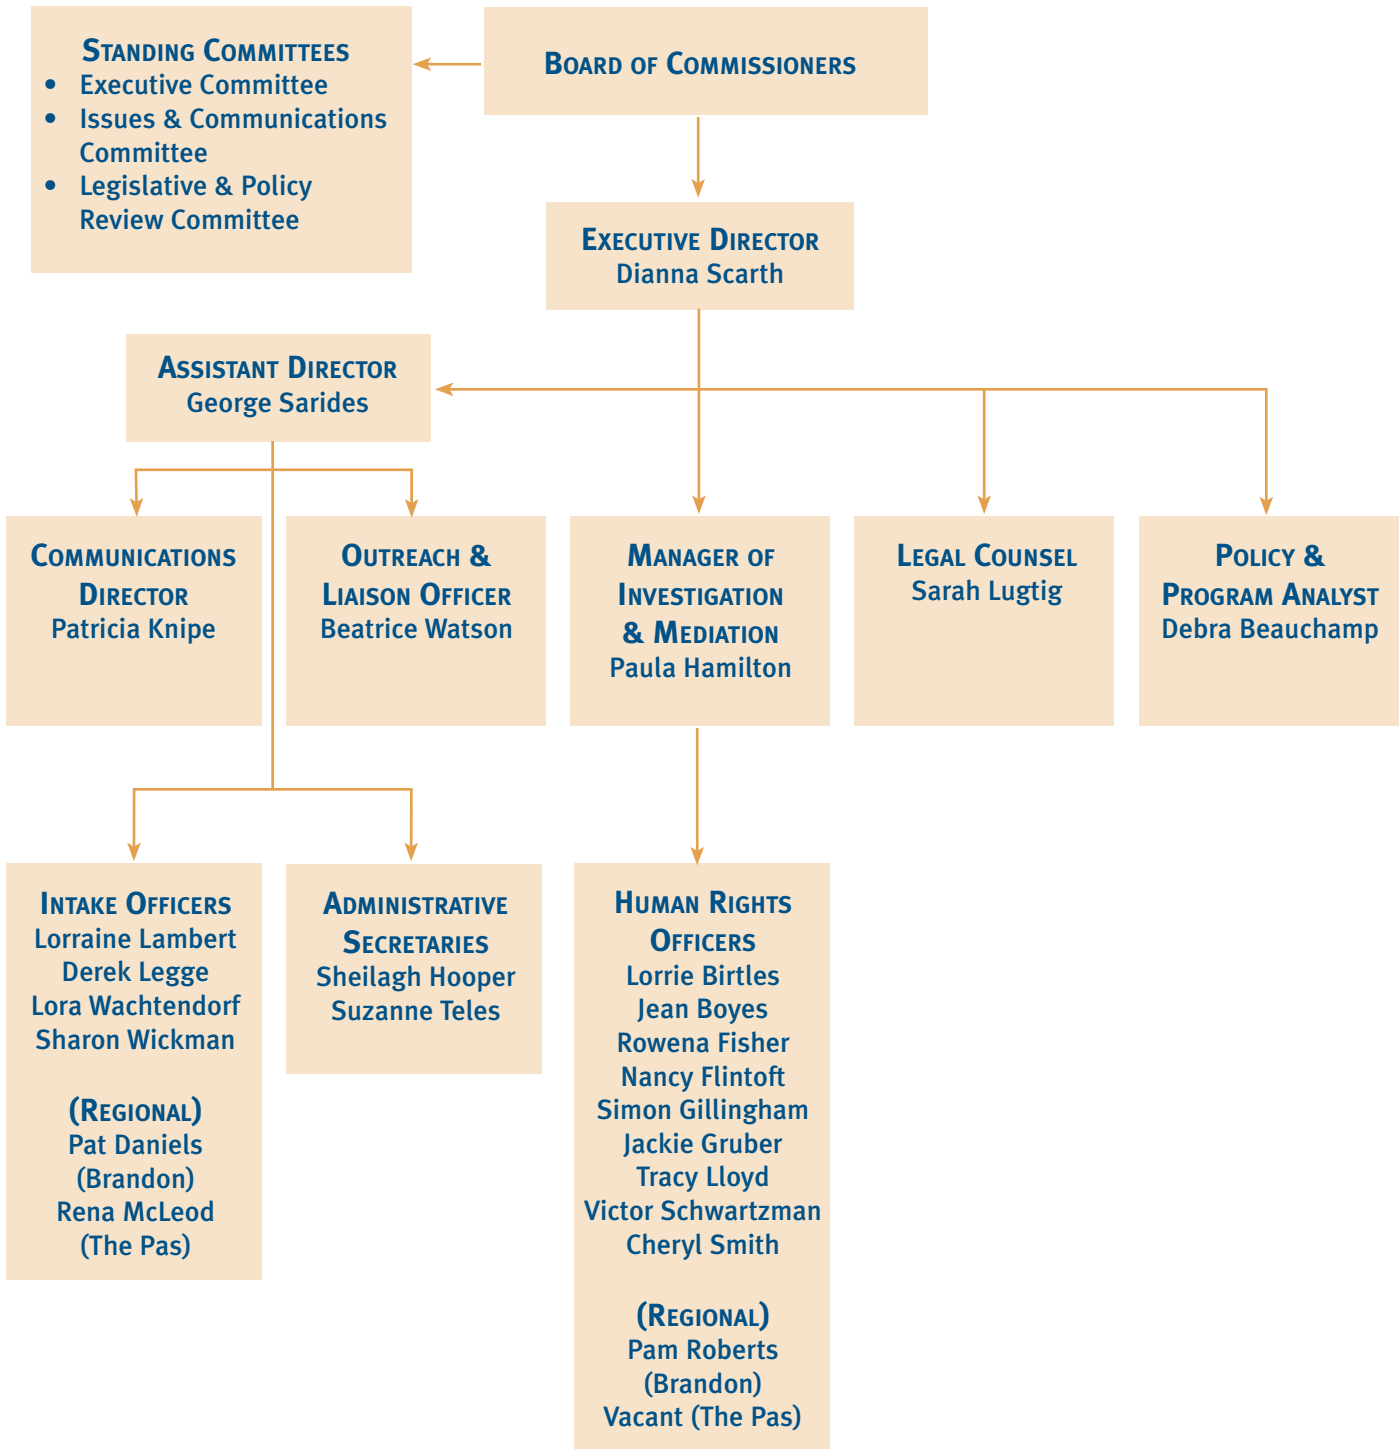 Standing Committees
• Executive Committee
• Issues & Communications
Committee
• Legislative & Policy
Review Committee
Board of Commissioners
Executive Director
Dianna Scarth
Assistant Director
George Sarides
Communications
Director
Patricia Knipe
Outreach &
Liaison Officer
Beatrice Watson
Manager of
Investigation
& Mediation
Paula Hamilton
Legal Counsel
Sarah Lugtig
Policy &
Program Analyst
Debra Beauchamp
Intake Officers
Lorraine Lambert
Derek Legge
Lora Wachtendorf
Sharon Wickman
(Regional)
Pat Daniels
(Brandon)
Rena McLeod
(The Pas)
Administrative
Secretaries
Sheilagh Hooper
Suzanne Teles
Human Rights
Officers
Lorrie Birtles
Jean Boyes
Rowena Fisher
Nancy Flintoft
Simon Gillingham
Jackie Gruber
Tracy Lloyd
Victor Schwartzman
Cheryl Smith
(Regional)
Pam Roberts
(Brandon)
Vacant (The Pas)